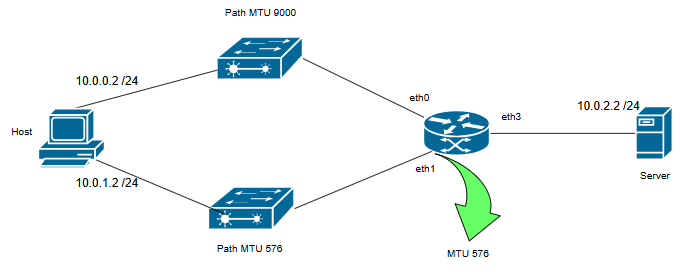 Path MTU 9000
10.0.0.2 /24
eth0
10.0.2.2 /24
eth3
Host
eth1
Server
10.0.1.2 /24
Path MTU 576
MTU 576